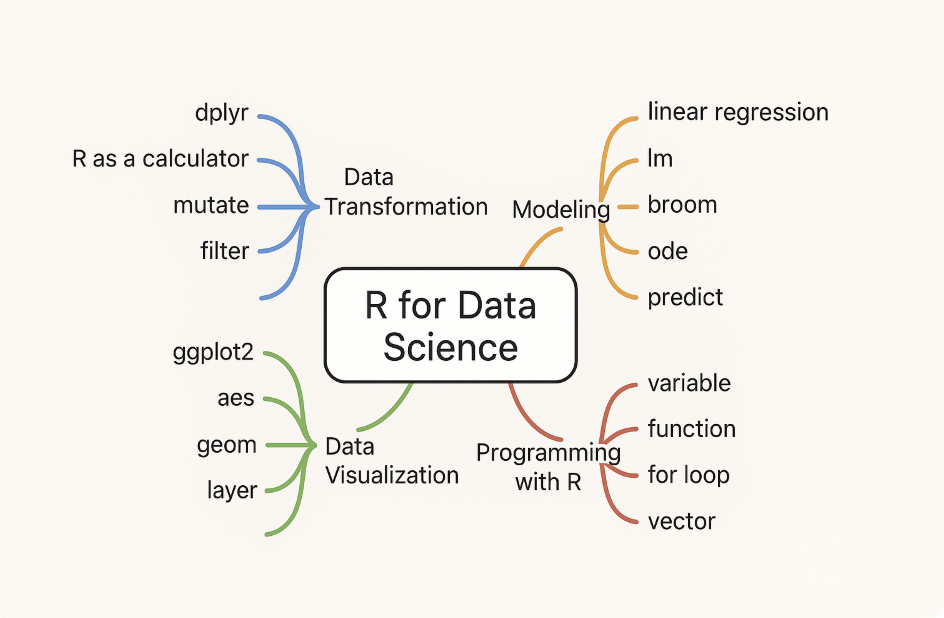 R for Data
Science
Data
Transformation
dplyr
R as a calculator
mutate
filter
Data
Visualization
ggplot2
aes
geom
layer
Modeling
linear regression
lm
broom
ode
predict
Programming
with R
variable
function
for loop
vector